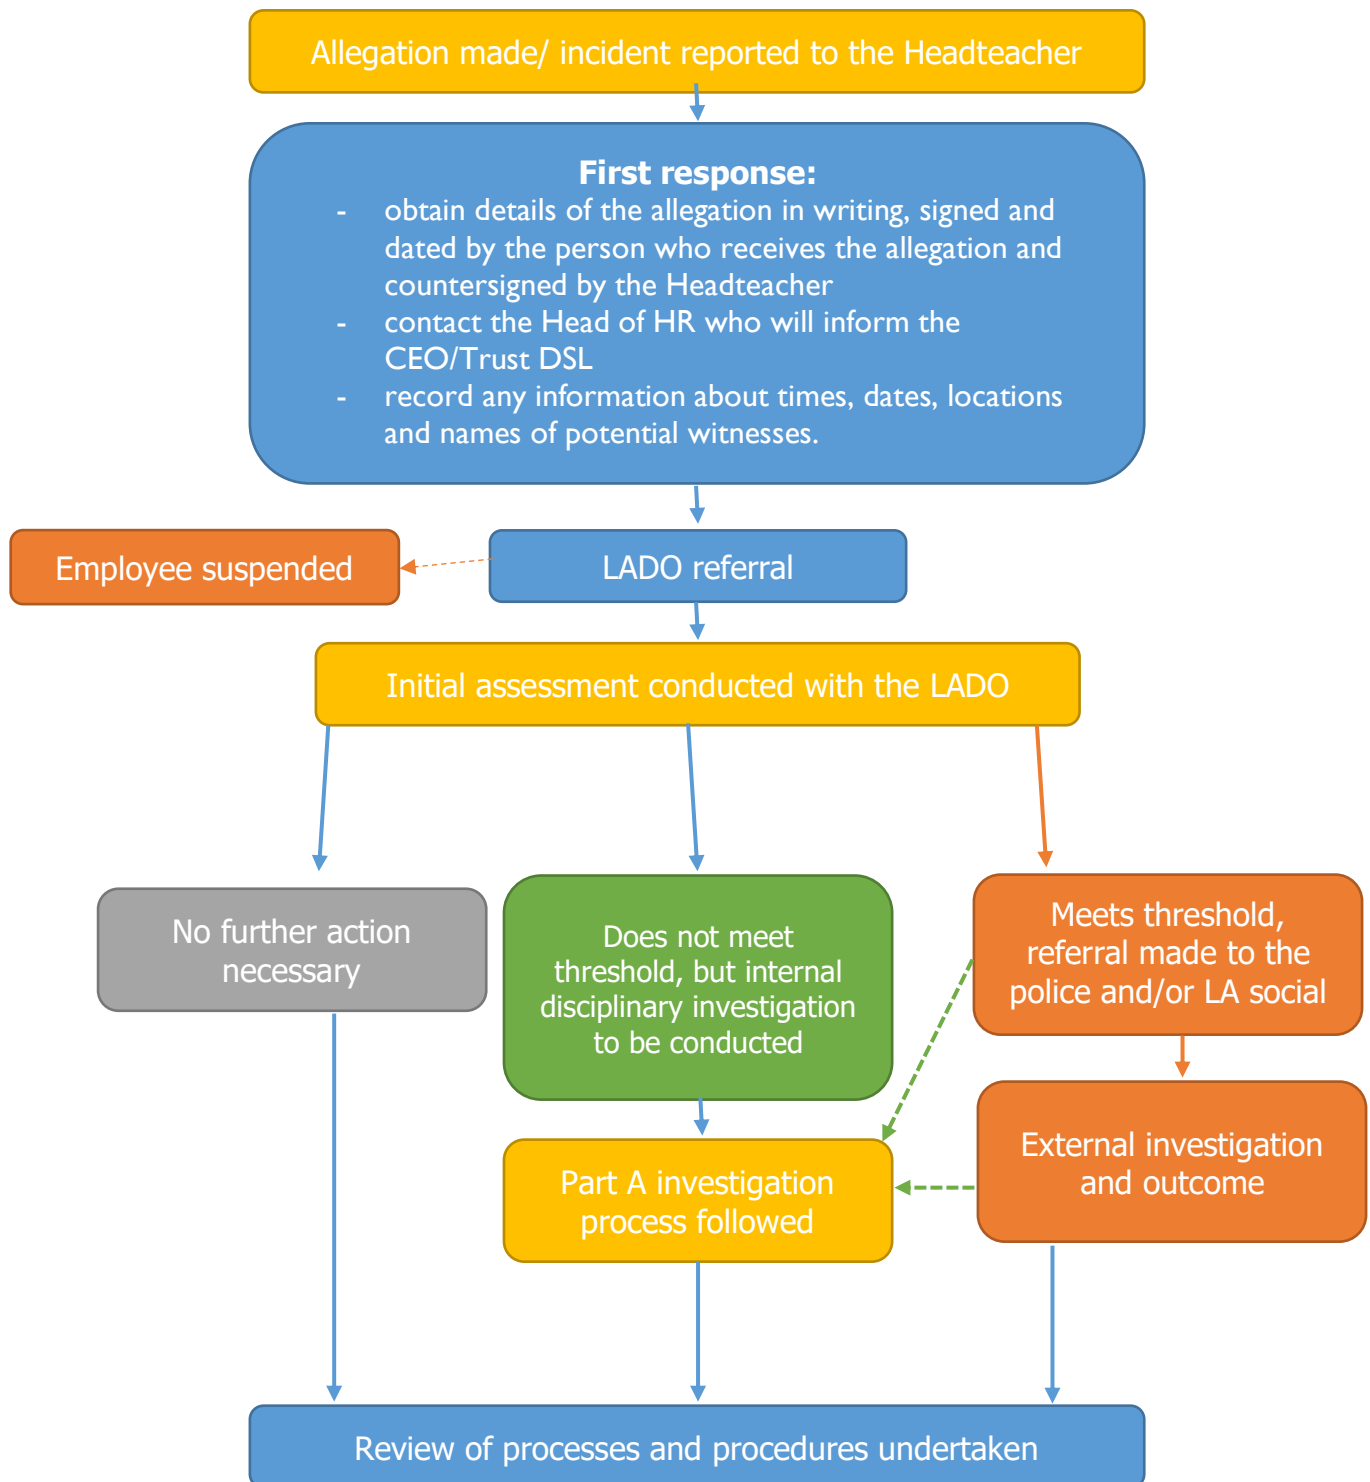 Allegation made/ incident reported to the Headteacher
First response:
- obtain details of the allegation in writing, signed and
dated by the person who receives the allegation and
countersigned by the Headteacher
- contact the Head of HR who will inform the
CEO/Trust DSL
- record any information about times, dates, locations
and names of potential witnesses.
Employee suspended
LADO referral
Initial assessment conducted with the LADO
No further action
necessary
Does not meet
threshold, but internal
disciplinary investigation
to be conducted
Meets threshold,
referral made to the
police and/or LA social
External investigation
and outcome
Part A investigation
process followed
Review of processes and procedures undertaken